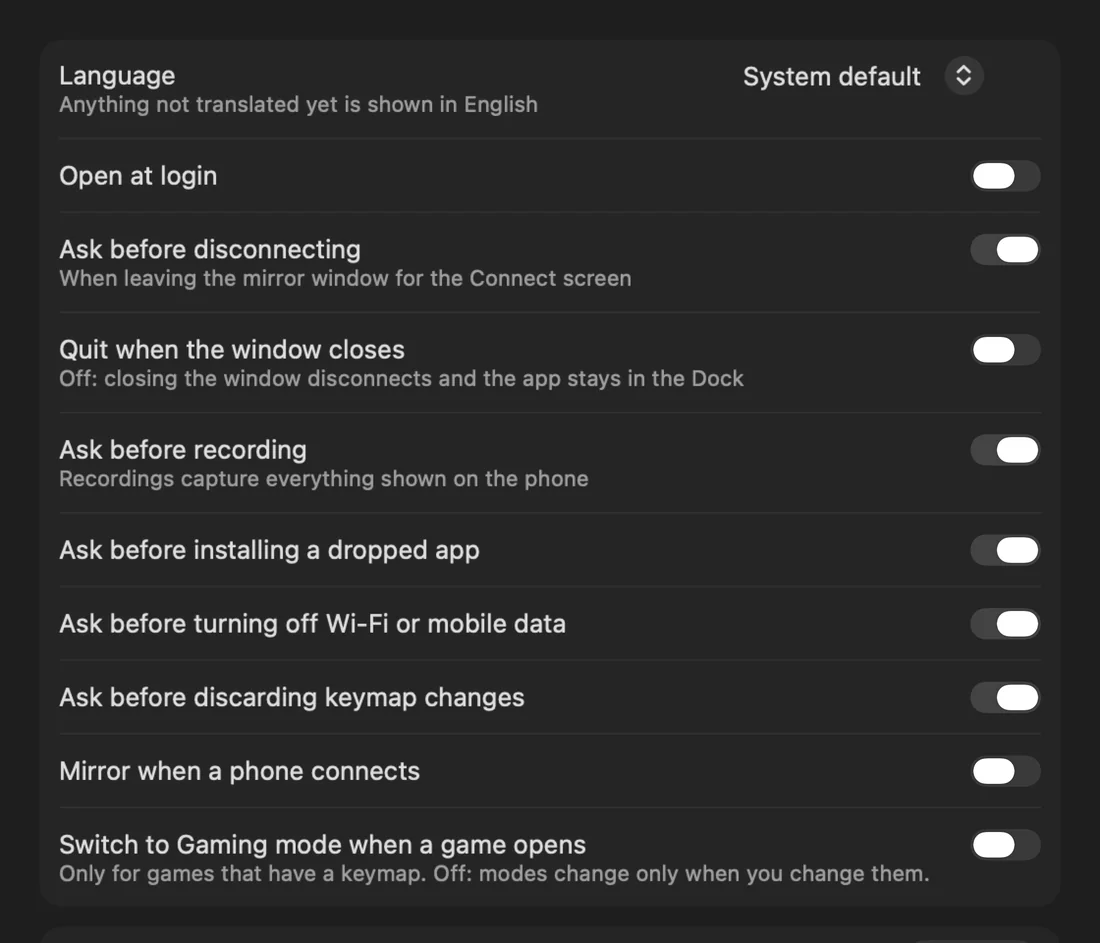 Language
System default
Anything not translated yet is shown in English
Open at login
Ask before disconnecting
When leaving the mirror window for the Connect screen
Quit when the window closes
Off: closing the window disconnects and the app stays in the Dock
Ask before recording
Recordings capture everything shown on the phone
Ask before installing a dropped app
Ask before turning off Wi-Fi or mobile data
Ask before discarding keymap changes
Mirror when a phone connects
Switch to Gaming mode when a game opens
Only for games that have a keymap. Off: modes change only when you change them.